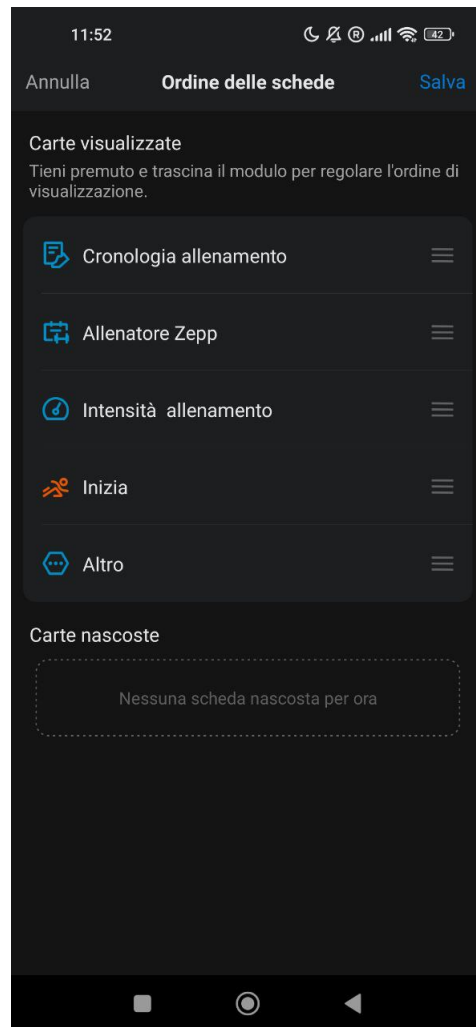 11:52
R
42
Annulla
Ordine delle schede
Salva
Carte visualizzate
Tieni premuto e trascina il modulo per regolare l'ordine di
visualizzazione.
Cronologia allenamento
Allenatore Zepp
Intensità  allenamento
Inizia
Altro
Carte nascoste
Nessuna scheda nascosta per ora